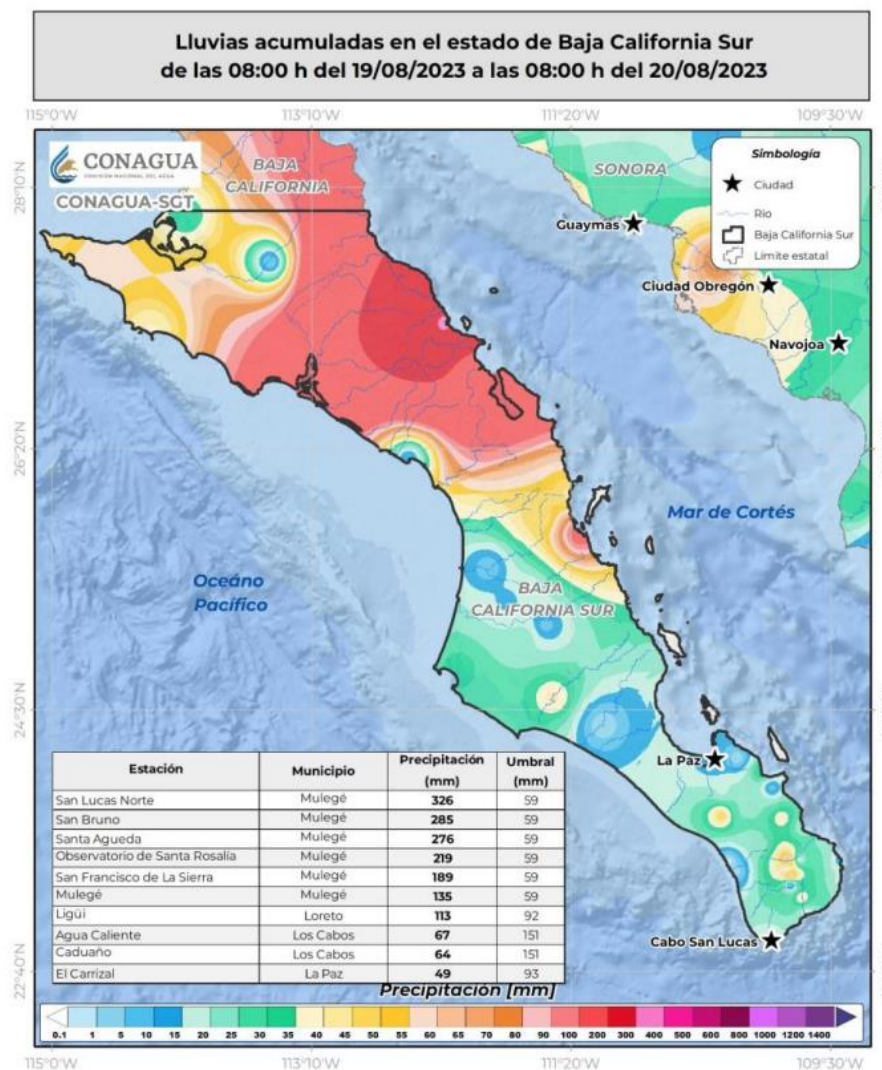 Lluvias acumuladas en el estado de Baja California Sur
de las 08:00 h del 19/08/2023 a las 08:00 h del 20/08/2023
115°0'W 113°10'W 111°20'W 109°30'W
CONAGUA
COMISIÓN NACIONAL DEL AGUA
CONAGUA-SGT
BAJA
CALIFORNIA
SONORA
Simbología
Ciudad
Río
Baja California Sur
Límite estatal
28°10'N
Guaymas
Ciudad Obregón
Navojoa
26°20'N
Mar de Cortés
Oceáno
Pacífico
BAJA
CALIFORNIA SUR
24°30'N
La Paz
Cabo San Lucas
22°40'N
Estación Municipio Precipitación (mm) Umbral (mm)
San Lucas Norte Mulegé 326 59
San Bruno Mulegé 285 59
Santa Agueda Mulegé 276 59
Observatorio de Santa Rosalía Mulegé 219 59
San Francisco de La Sierra Mulegé 189 59
Mulegé Mulegé 135 59
Ligüi Loreto 113 92
Agua Caliente Los Cabos 67 151
Caduaño Los Cabos 64 151
El Carrizal La Paz 49 93
Precipitación [mm]
0.1 1 5 10 15 20 25 30 35 40 45 50 55 60 65 70 80 90 100 200 300 400 500 600 800 1000 1200 1400
115°0'W 113°10'W 111°20'W 109°30'W